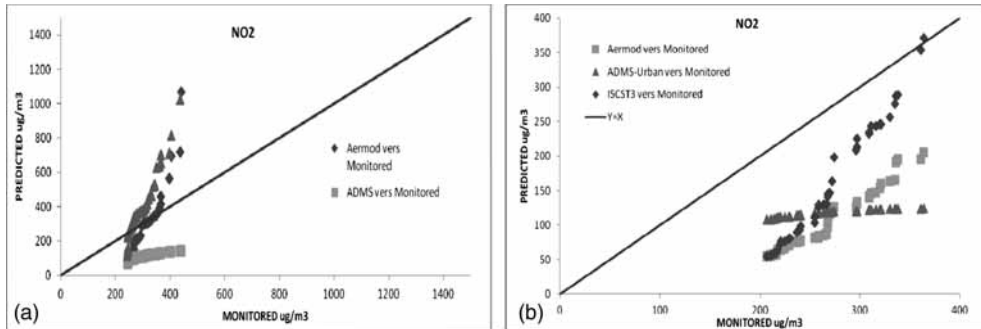 NO2
PREDICTED ug/m3
1500
1300
1100
1000
800
600
400
200
0
0 200 400 600 800 1000 1200 1400
MONITORED ug/m3
Aermod vers
Monitored
ADMS vers Monitored
(a)
NO2
PREDICTED ug/m3
400
350
300
250
200
150
100
50
0
0 100 200 300 400
MONITORED ug/m3
Aermod vers Monitored
ADMS-Urban vers Monitored
ISCST3 vers Monitored
Y=X
(b)